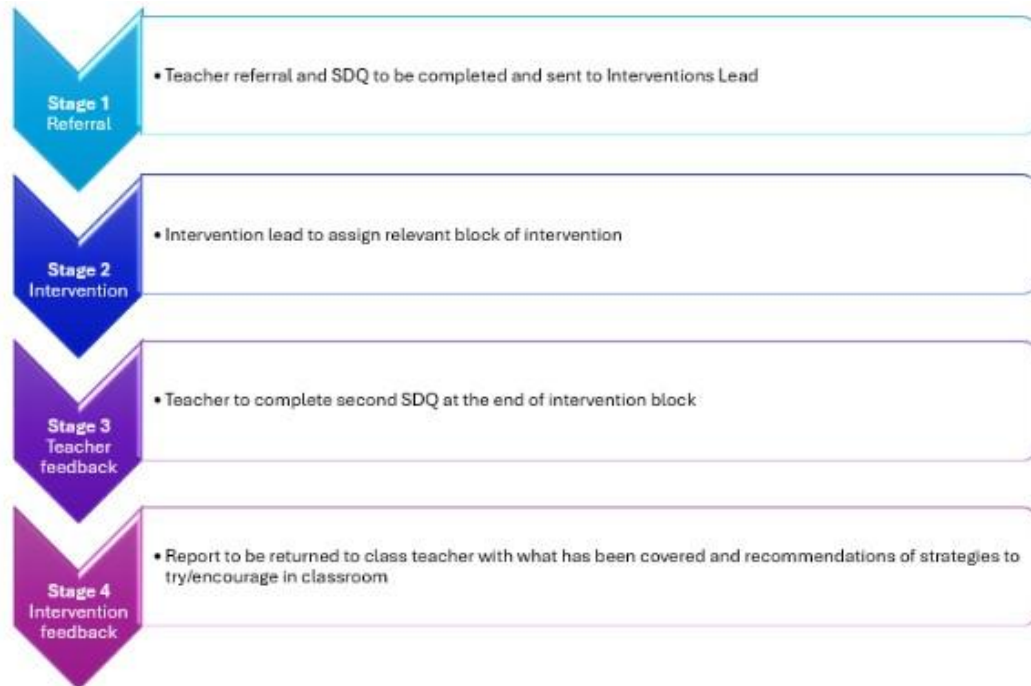 Stage 1
Referral
• Teacher referral and SDQ to be completed and sent to Interventions Lead
Stage 2
Intervention
• Intervention lead to assign relevant block of intervention
Stage 3
Teacher
feedback
• Teacher to complete second SDQ at the end of intervention block
Stage 4
Intervention
feedback
• Report to be returned to class teacher with what has been covered and recommendations of strategies to
try/encourage in classroom